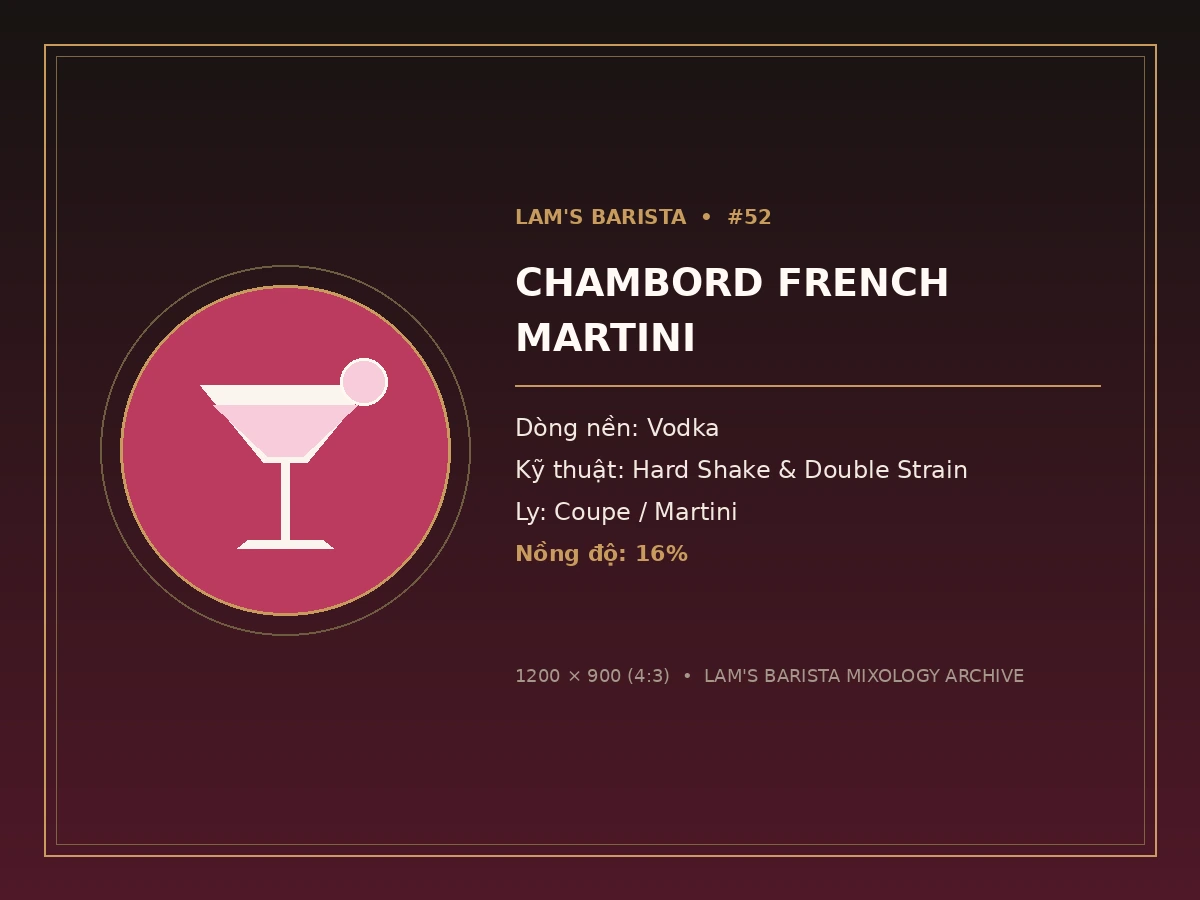 LAM'S BARISTA • #52
CHAMBORD FRENCH
MARTINI
Dòng nền: Vodka
Kỹ thuật: Hard Shake & Double Strain
Ly: Coupe / Martini
Nồng độ: 16%
1200 × 900 (4:3) • LAM'S BARISTA MIXOLOGY ARCHIVE